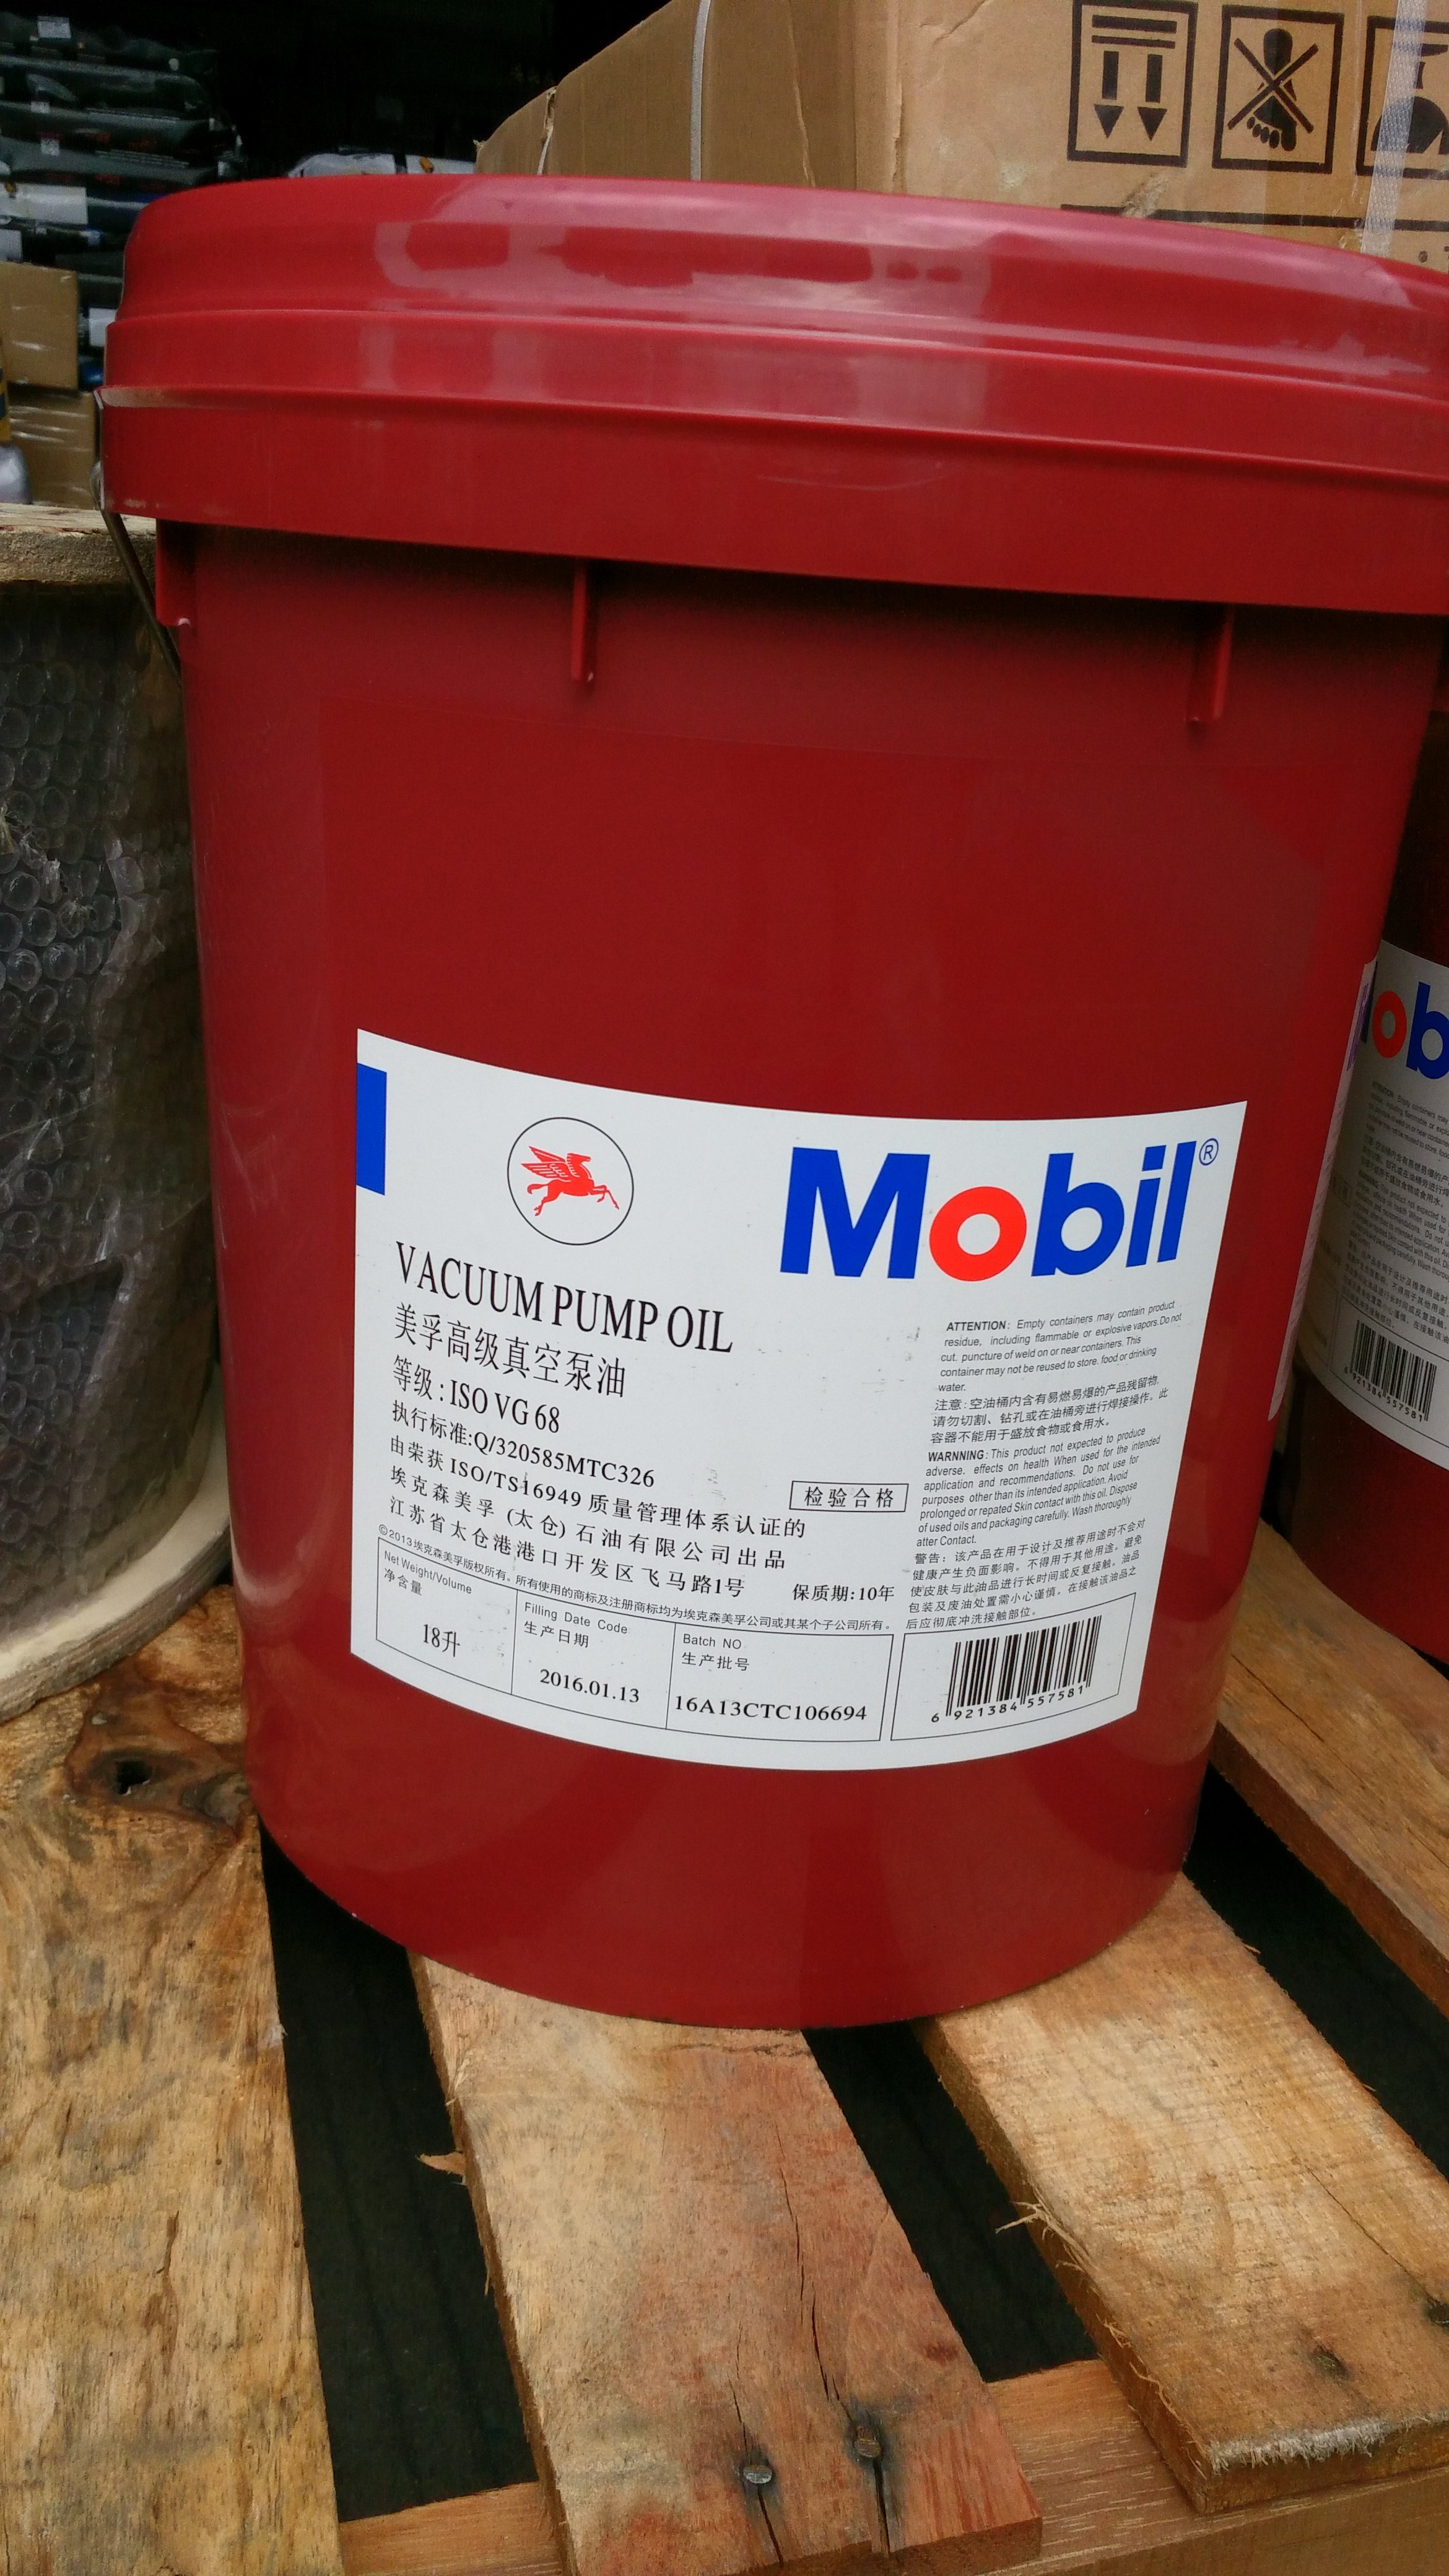 Mobil®
VACUUM PUMP OIL
美孚高级真空泵油
等级:ISO VG 68
执行标准:Q/320585MTC326
由荣获 ISO/TS16949 质量管理体系认证的
埃克森美孚 (太仓) 石油有限公司出品
江苏省太仓港港口开发区飞马路1号
检验合格
保质期:10年
©2013埃克森美孚版权所有。所有使用的商标及注册商标均为埃克森美孚公司或其某个子公司所有。
Net Weight/Volume
净含量
18升
Filling Date Code
生产日期
2016.01.13
Batch NO
生产批号
16A13CTC106694
ATTENTION: Empty containers may contain product
residue, including flammable or explosive vapors.Do not
cut. puncture of weld on or near containers. This
container may not be reused to store. food or drinking
water.
注意:空油桶内含有易燃易爆的产品残留物,
请勿切割、钻孔或在油桶旁进行焊接操作。此
容器不能用于盛放食物或食用水。
WARNNING: This product not expected to produce
adverse. effects on health When used for the intended
application and recommendations. Do not use for
purposes other than its intended application. Avoid
prolonged or repated Skin contact with this oil. Dispose
of used oils and packaging carefully. Wash thoroughly
atter Contact.
警告:该产品在用于设计及推荐用途时不会对
健康产生负面影响。不得用于其他用途。避免
使皮肤与此油品进行长时间或反复接触。油品
包装及废油处置需小心谨慎。在接触该油品之
后应彻底冲洗接触部位。
6 921384 557581
ob
921384 557581